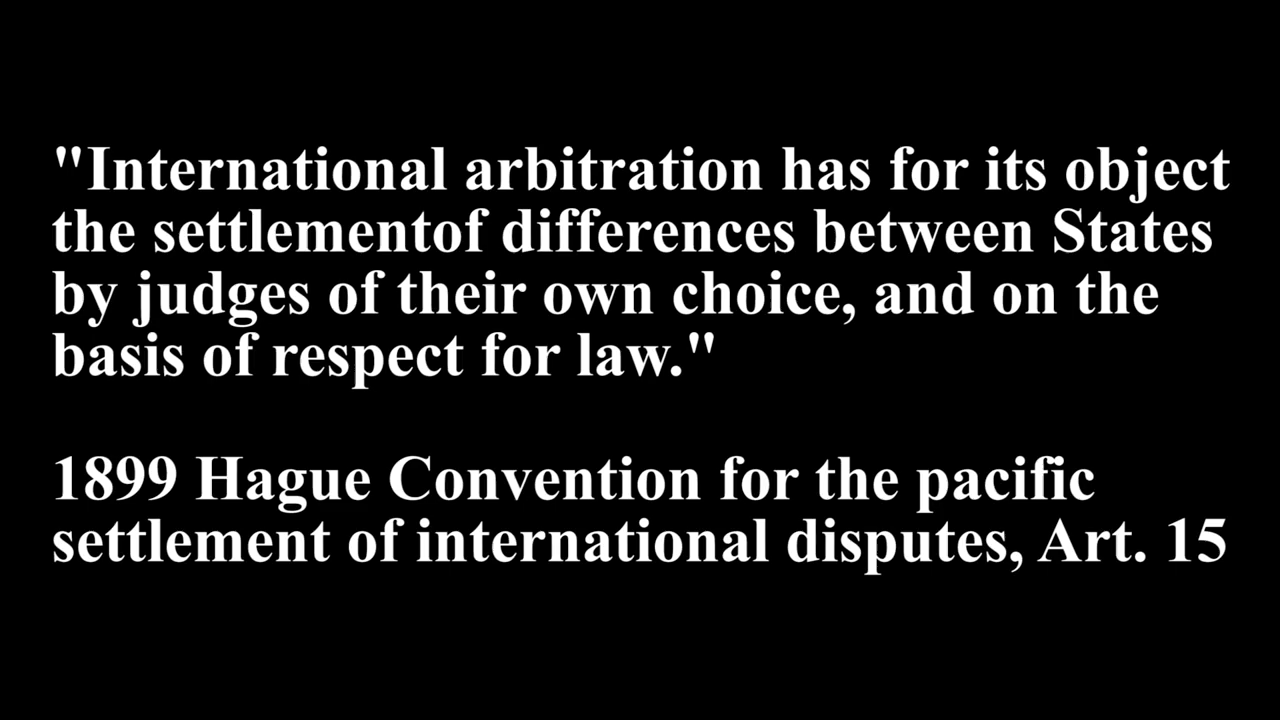 "International arbitration has for its object
the settlementof differences between States
by judges of their own choice, and on the
basis of respect for law."
1899 Hague Convention for the pacific
settlement of international disputes, Art. 15